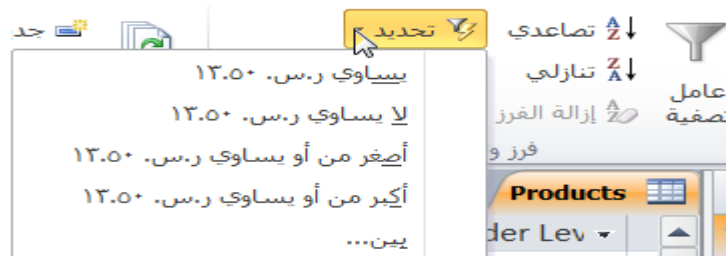 تصاعدي
تحديد
جد
تنازلي
عامل
تصفية
إزالة الفرز
فرز و
يساوي ر.س. ١٣.٥٠
لا يساوي ر.س. ١٣.٥٠
أصغر من أو يساوي ر.س. ١٣.٥٠
أكبر من أو يساوي ر.س. ١٣.٥٠
بين...
Products
der Lev